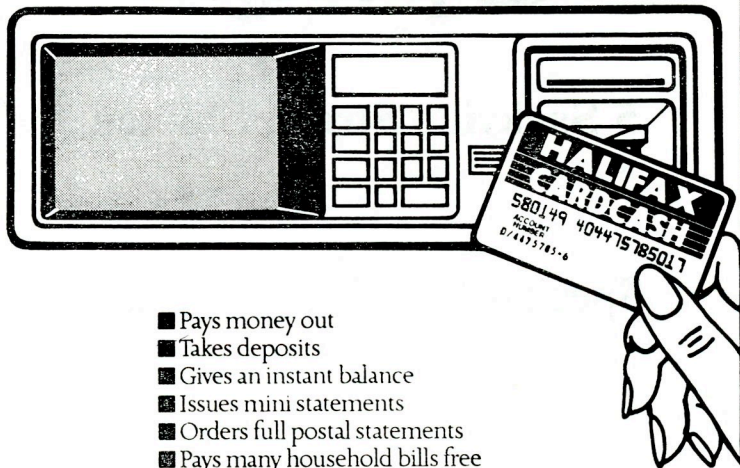 HALIFAX
CARDCASH
580149 404475785017
ACCOUNT
NUMBER
D/4475785-6
Pays money out
Takes deposits
Gives an instant balance
Issues mini statements
Orders full postal statements
Pays many household bills free